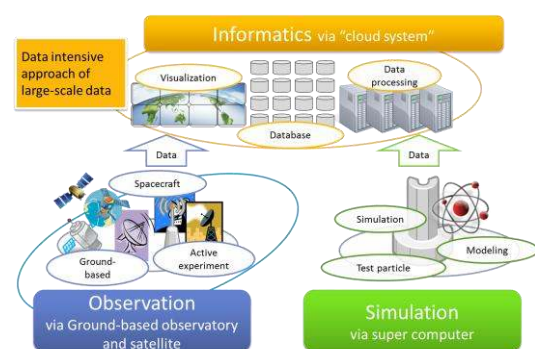 Informatics via "cloud system"
Data intensive
approach of
large-scale data
Visualization
Data
processing
Database
Data
Data
Spacecraft
Ground-
based
Active
experiment
Simulation
Modeling
Test particle
Observation
via Ground-based observatory
and satellite
Simulation
via super computer